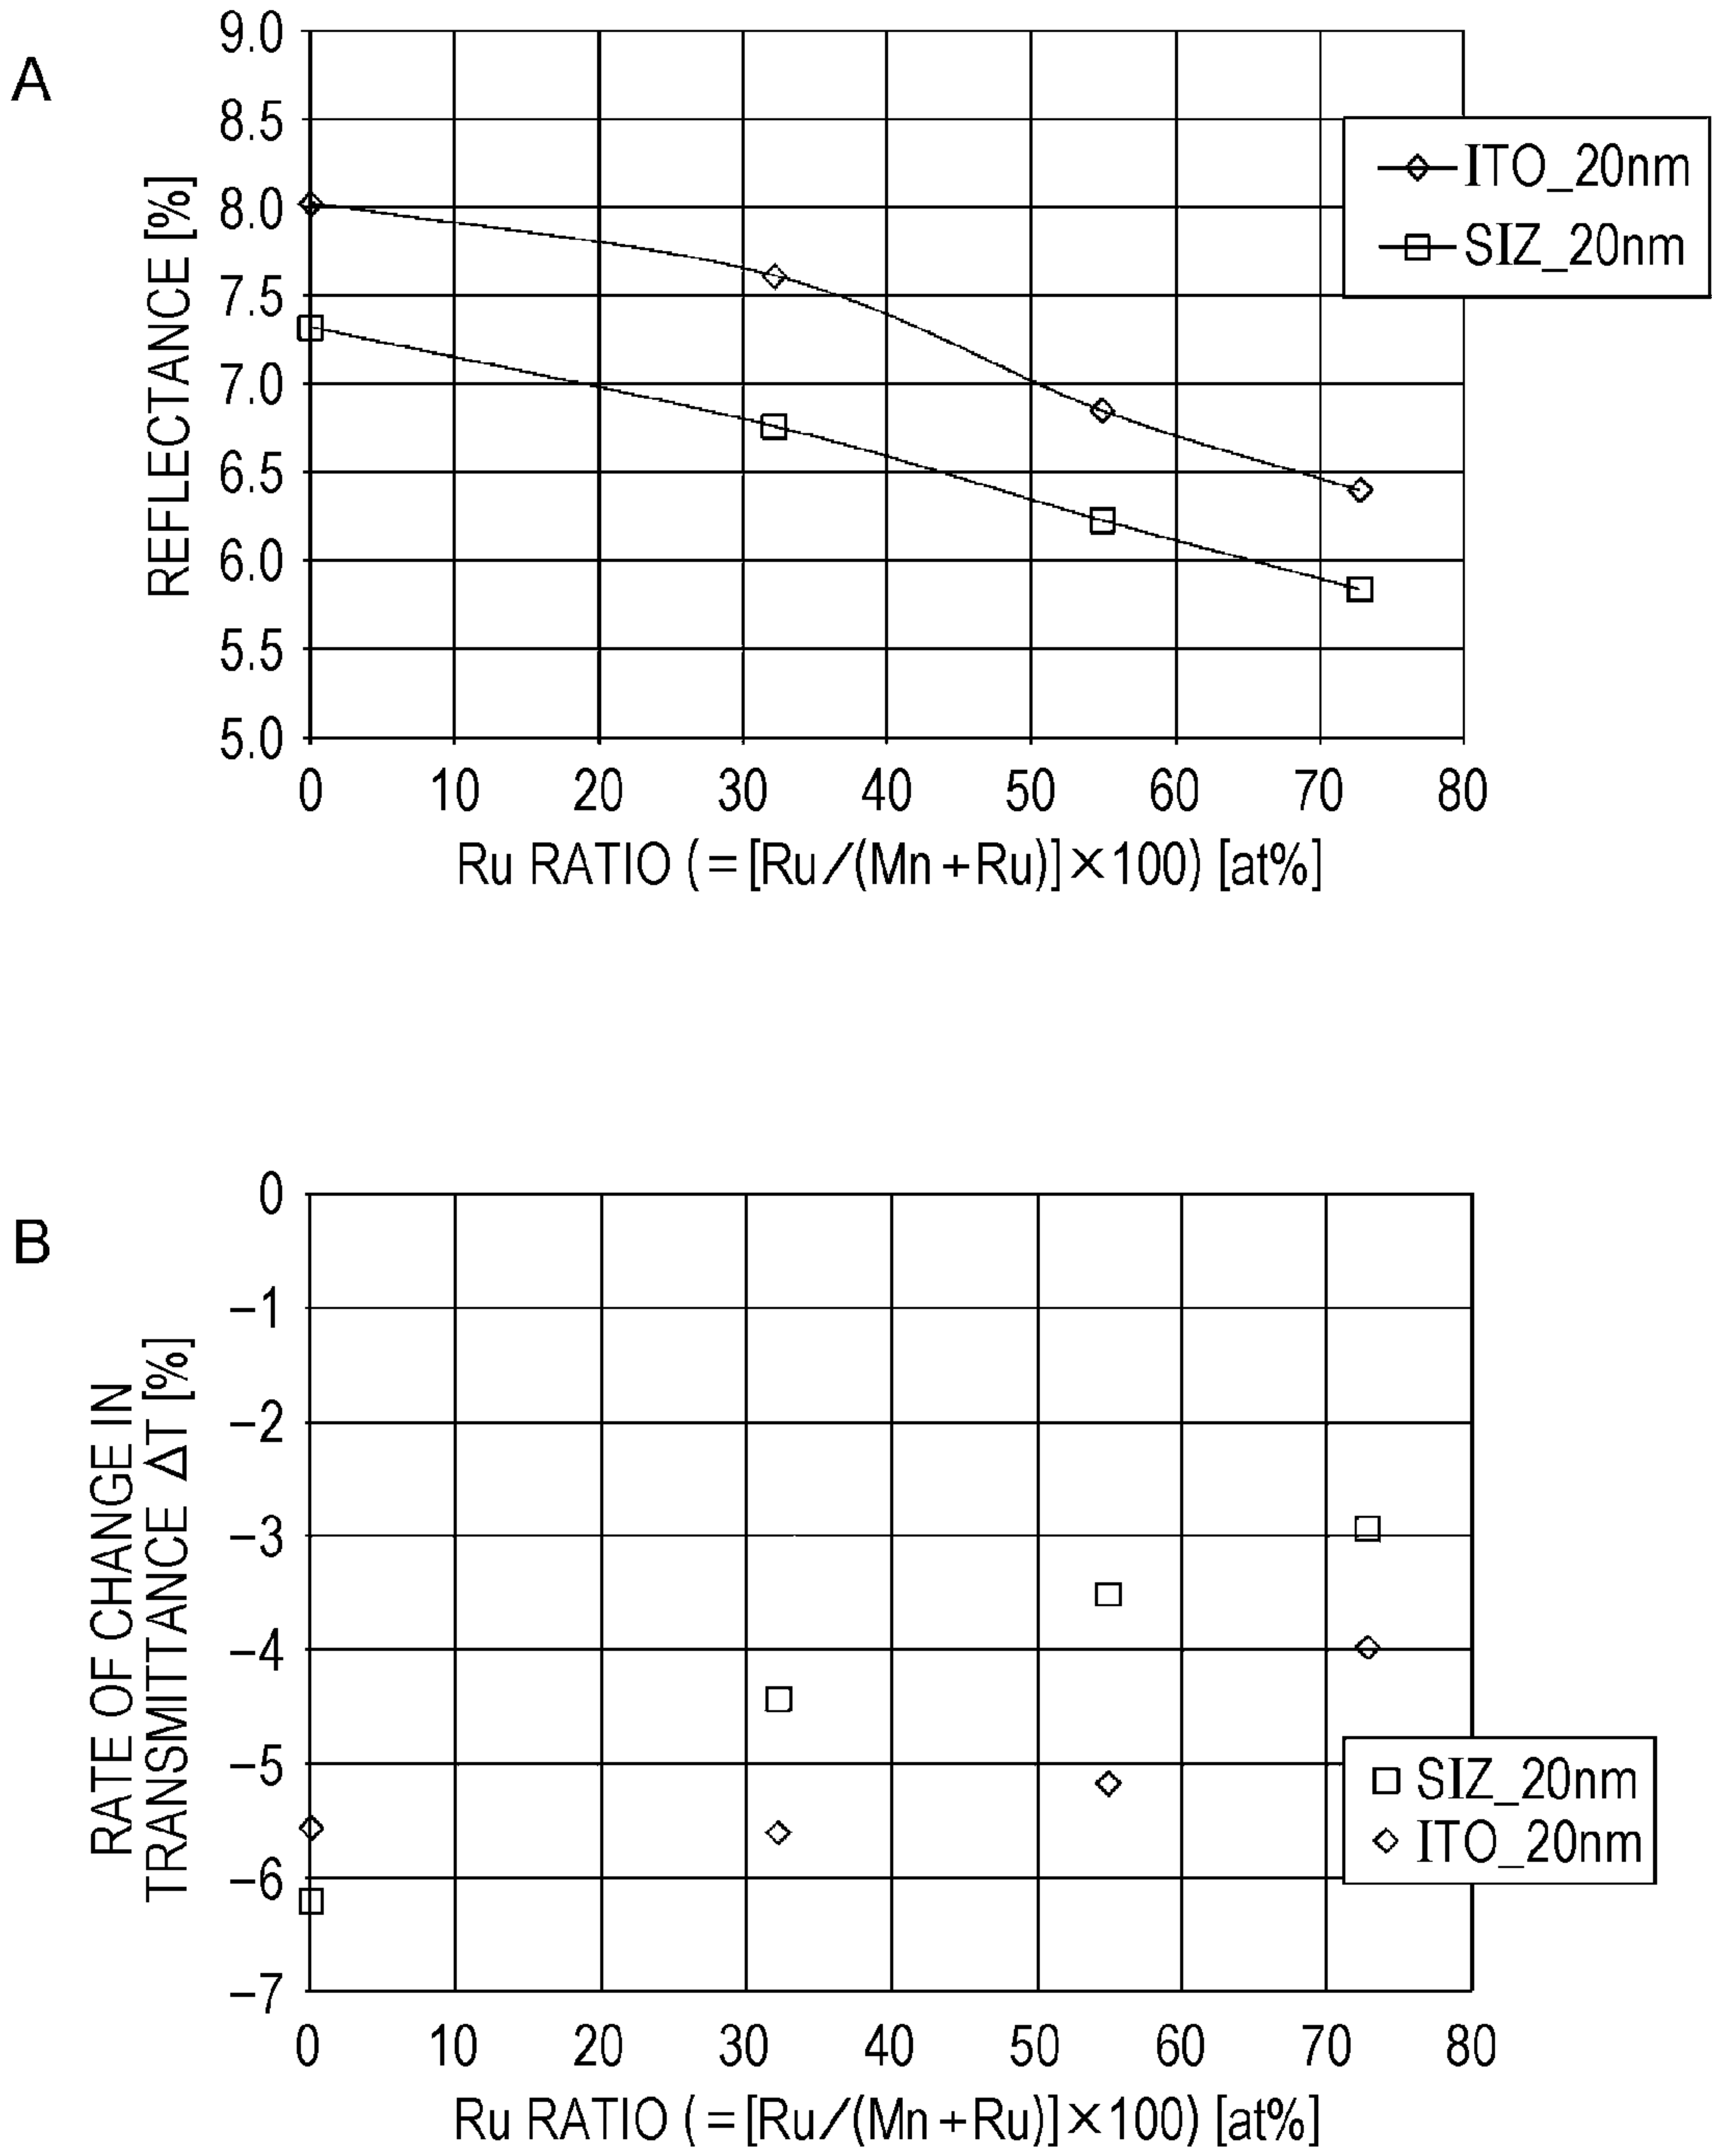 A
9.0
8.5
8.0
7.5
7.0
6.5
6.0
5.5
5.0
REFLECTANCE [%]
ITO_20nm
SIZ_20nm
0 10 20 30 40 50 60 70 80
Ru RATIO (=[Ru/(Mn+Ru)]×100) [at%]
B
0
−1
−2
−3
−4
−5
−6
−7
RATE OF CHANGE IN
TRANSMITTANCE ΔT [%]
SIZ_20nm
ITO_20nm
0 10 20 30 40 50 60 70 80
Ru RATIO (=[Ru/(Mn+Ru)]×100) [at%]